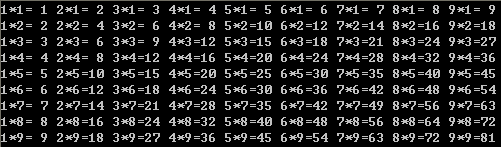 1*1= 1 2*1= 2 3*1= 3 4*1= 4 5*1= 5 6*1= 6 7*1= 7 8*1= 8 9*1= 9
1*2= 2 2*2= 4 3*2= 6 4*2= 8 5*2=10 6*2=12 7*2=14 8*2=16 9*2=18
1*3= 3 2*3= 6 3*3= 9 4*3=12 5*3=15 6*3=18 7*3=21 8*3=24 9*3=27
1*4= 4 2*4= 8 3*4=12 4*4=16 5*4=20 6*4=24 7*4=28 8*4=32 9*4=36
1*5= 5 2*5=10 3*5=15 4*5=20 5*5=25 6*5=30 7*5=35 8*5=40 9*5=45
1*6= 6 2*6=12 3*6=18 4*6=24 5*6=30 6*6=36 7*6=42 8*6=48 9*6=54
1*7= 7 2*7=14 3*7=21 4*7=28 5*7=35 6*7=42 7*7=49 8*7=56 9*7=63
1*8= 8 2*8=16 3*8=24 4*8=32 5*8=40 6*8=48 7*8=56 8*8=64 9*8=72
1*9= 9 2*9=18 3*9=27 4*9=36 5*9=45 6*9=54 7*9=63 8*9=72 9*9=81